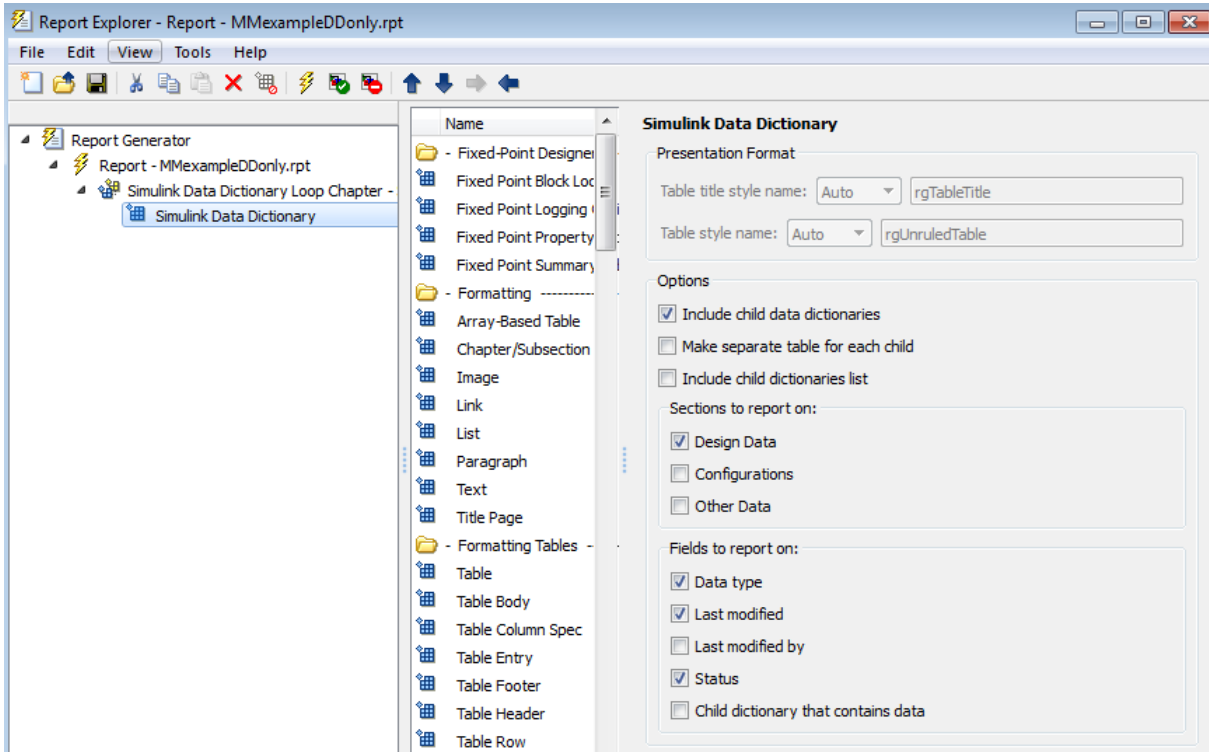 Report Explorer - Report - MMexampleDDonly.rpt
File Edit View Tools Help
Report Generator
Report - MMexampleDDonly.rpt
Simulink Data Dictionary Loop Chapter -
Simulink Data Dictionary
Name
- Fixed-Point Designer
Fixed Point Block Loo
Fixed Point Logging
Fixed Point Property
Fixed Point Summary
- Formatting ----------
Array-Based Table
Chapter/Subsection
Image
Link
List
Paragraph
Text
Title Page
- Formatting Tables -
Table
Table Body
Table Column Spec
Table Entry
Table Footer
Table Header
Table Row
Simulink Data Dictionary
Presentation Format
Table title style name: Auto rgTableTitle
Table style name: Auto rgUnruledTable
Options
Include child data dictionaries
Make separate table for each child
Include child dictionaries list
Sections to report on:
Design Data
Configurations
Other Data
Fields to report on:
Data type
Last modified
Last modified by
Status
Child dictionary that contains data